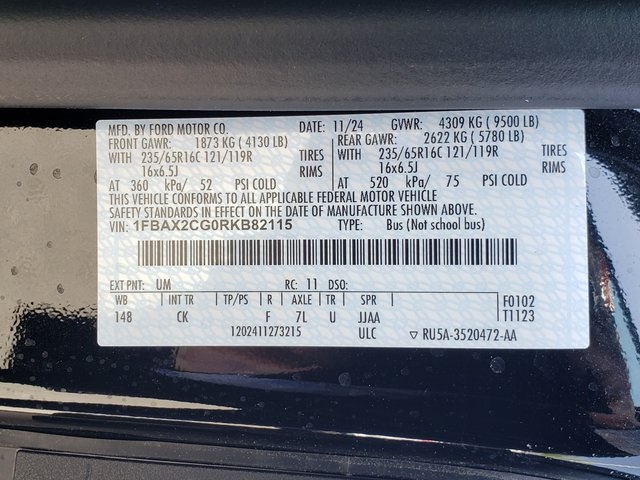 MFD. BY FORD MOTOR CO. DATE: 11/24 GVWR: 4309 KG ( 9500 LB)
FRONT GAWR: 1873 KG ( 4130 LB) REAR GAWR: 2622 KG ( 5780 LB)
WITH 235/65R16C 121/119R TIRES WITH 235/65R16C 121/119R TIRES
16x6.5J RIMS 16x6.5J RIMS
AT 360 kPa/ 52 PSI COLD AT 520 kPa/ 75 PSI COLD
THIS VEHICLE CONFORMS TO ALL APPLICABLE FEDERAL MOTOR VEHICLE
SAFETY STANDARDS IN EFFECT ON THE DATE OF MANUFACTURE SHOWN ABOVE.
VIN: 1FBAX2CG0RKB82115 TYPE: Bus (Not school bus)
EXT PNT: UM RC: 11 DSO:
WB INT TR TP/PS R AXLE TR SPR F0102
148 CK F 7L U JJAA T1123
1202411273215 ULC ▽ RU5A-3520472-AA